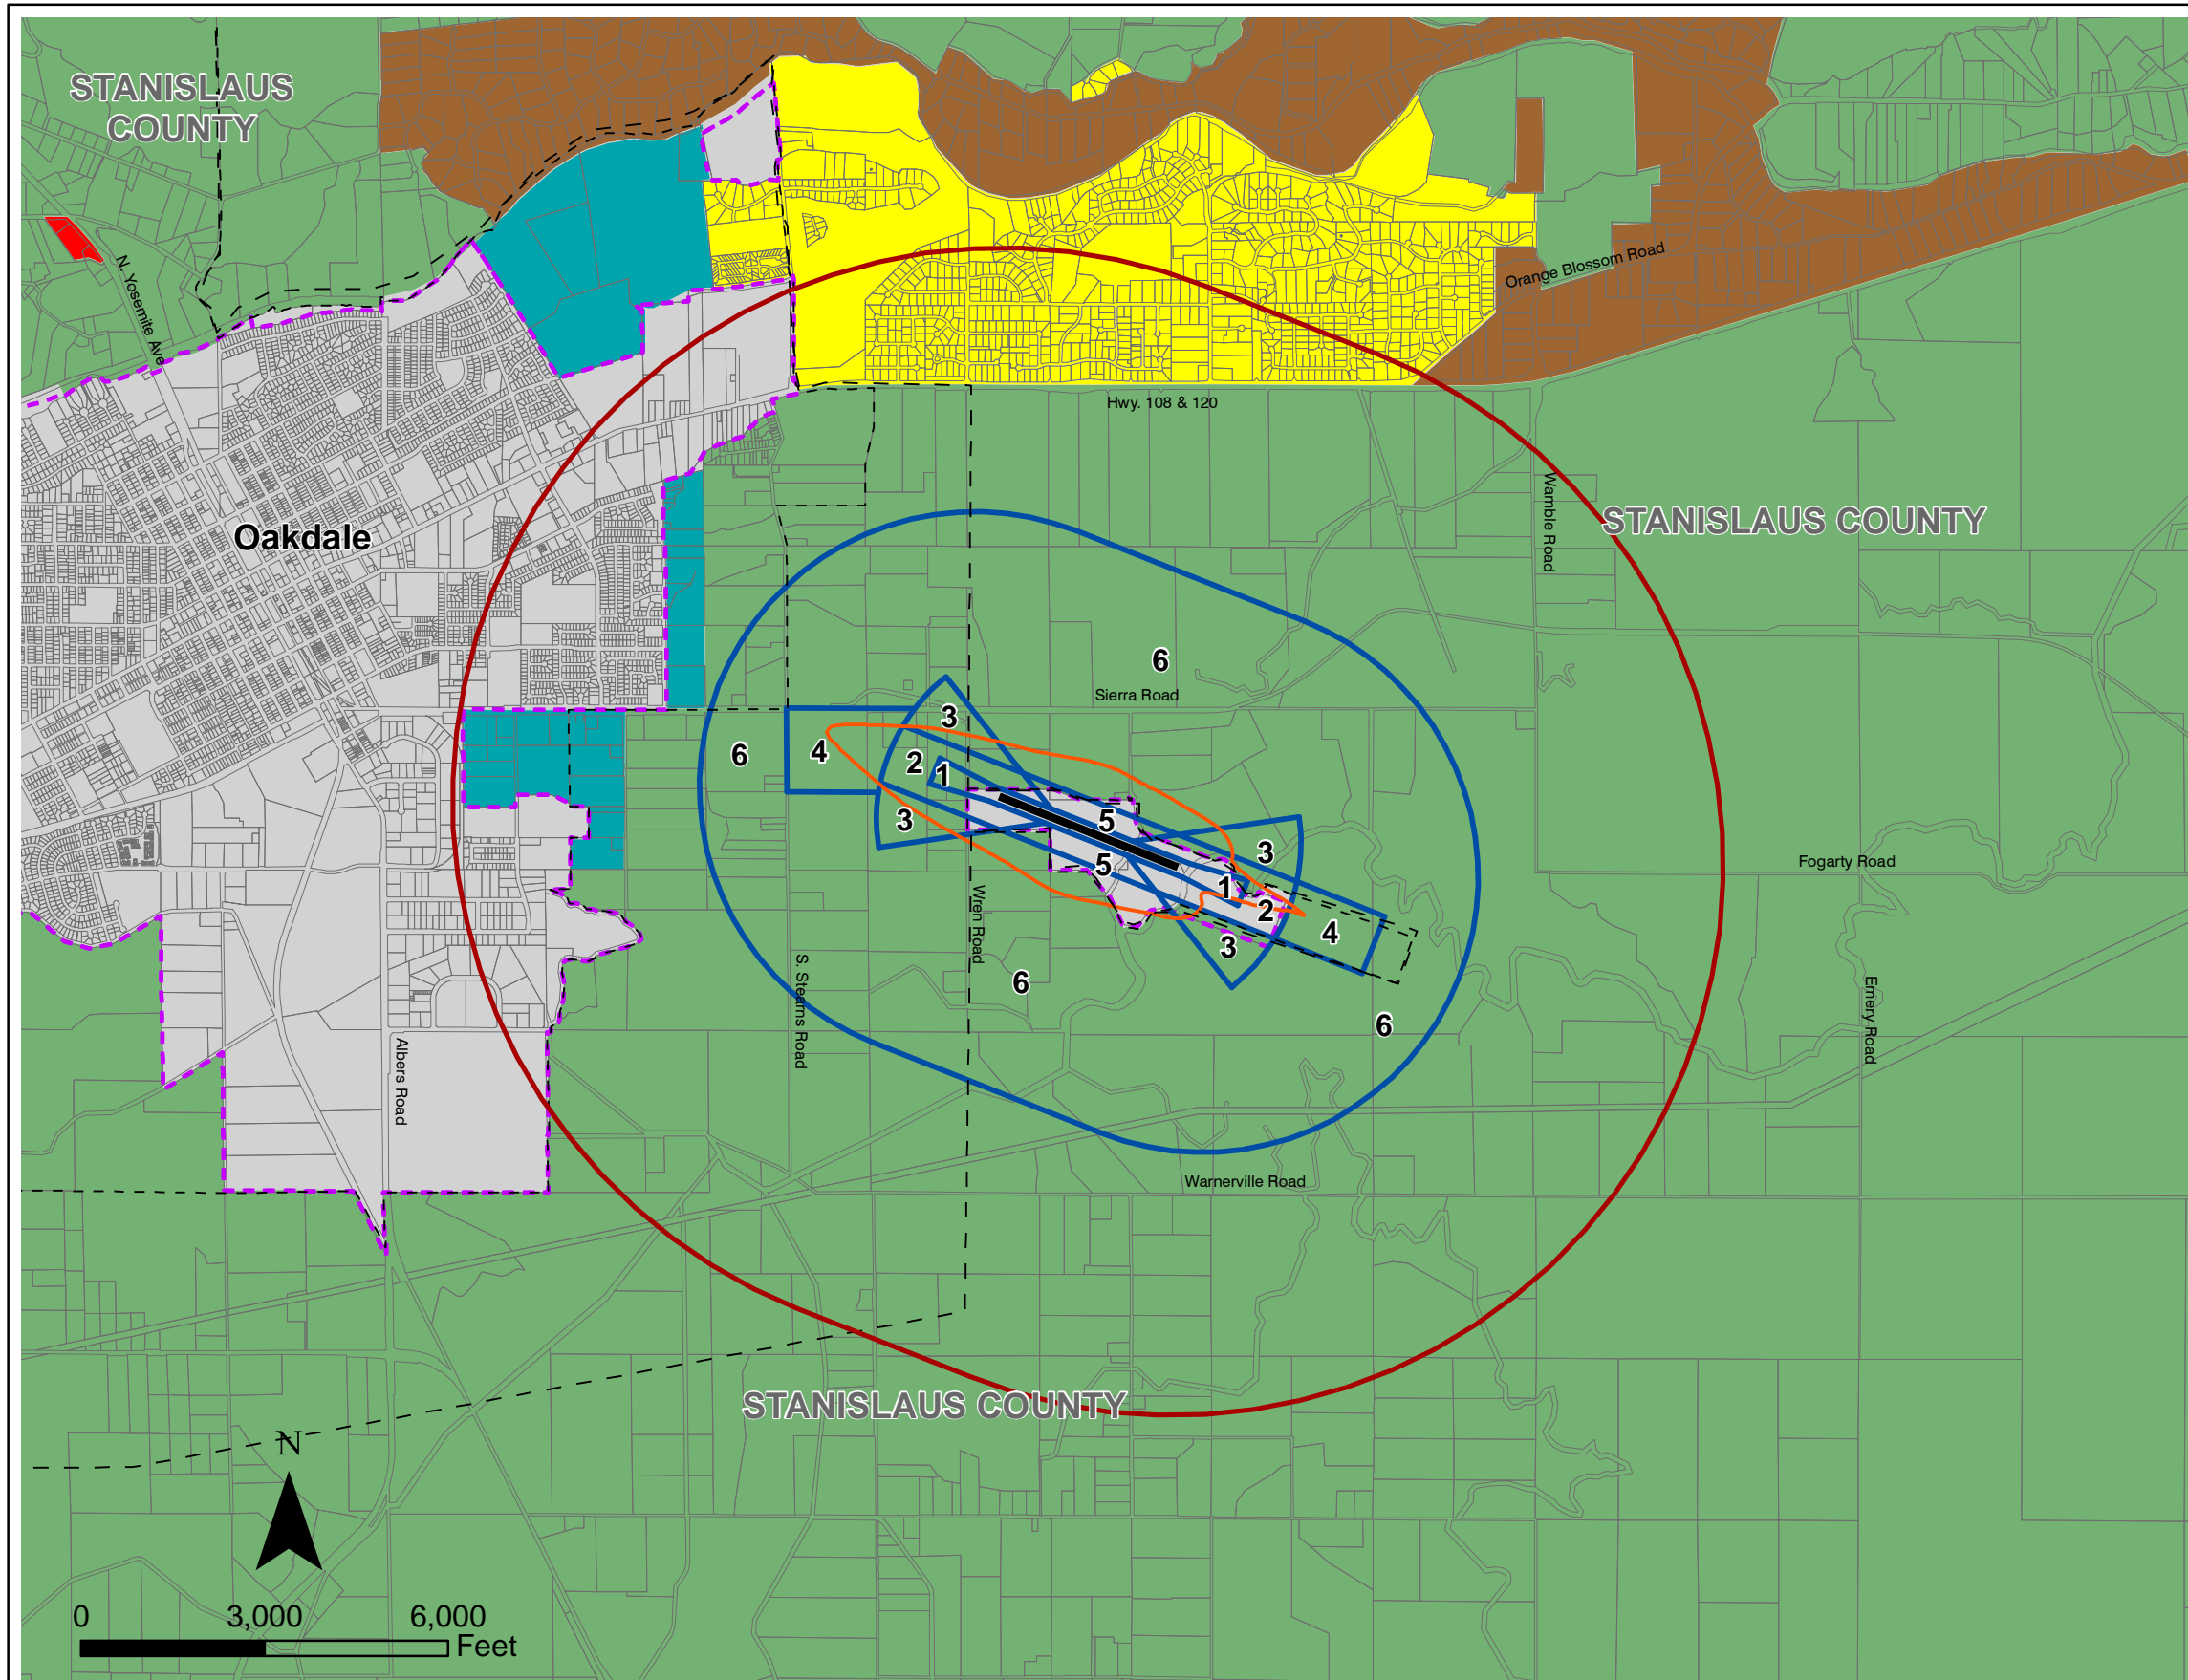 STANISLAUS
COUNTY
N. Yosemite Ave
Orange Blossom Road
Hwy. 108 & 120
Oakdale
Wamble Road
STANISLAUS COUNTY
6
Sierra Road
3
6
4
2
1
3
5
5
3
Fogarty Road
1
2
4
3
Wren Road
6
S. Stearns Road
6
Emery Road
Albers Road
Warnerville Road
STANISLAUS COUNTY
N
0
3,000
6,000
Feet